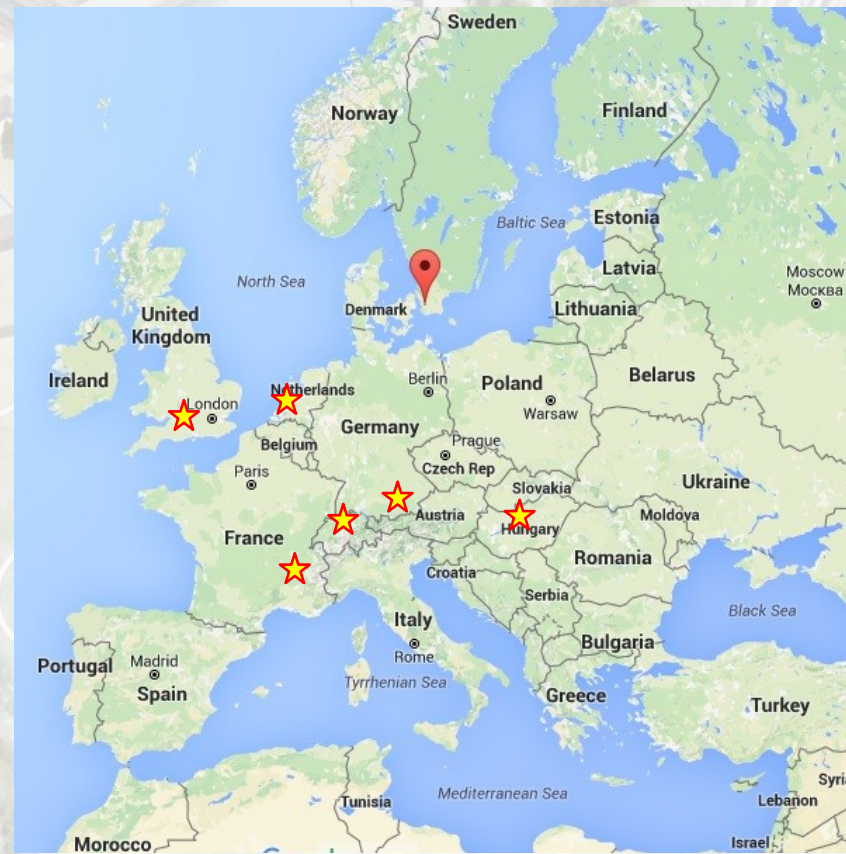 Sweden
Norway
Finland
Baltic Sea
Estonia
North Sea
Latvia
Moscow
Москва
Denmark
Lithuania
United
Kingdom
Ireland
Belarus
Berlin
Netherlands
Poland
London
Warsaw
Germany
Belgium
Prague
Czech Rep
Paris
Ukraine
Slovakia
Austria
Moldova
Hungary
France
Romania
Croatia
Serbia
Italy
Black Sea
Bulgaria
Rome
Portugal
Madrid
Tyrrhenian Sea
Spain
Greece
Turkey
Syri
Mediterranean Sea
Tunisia
Lebanon
Morocco
Israel